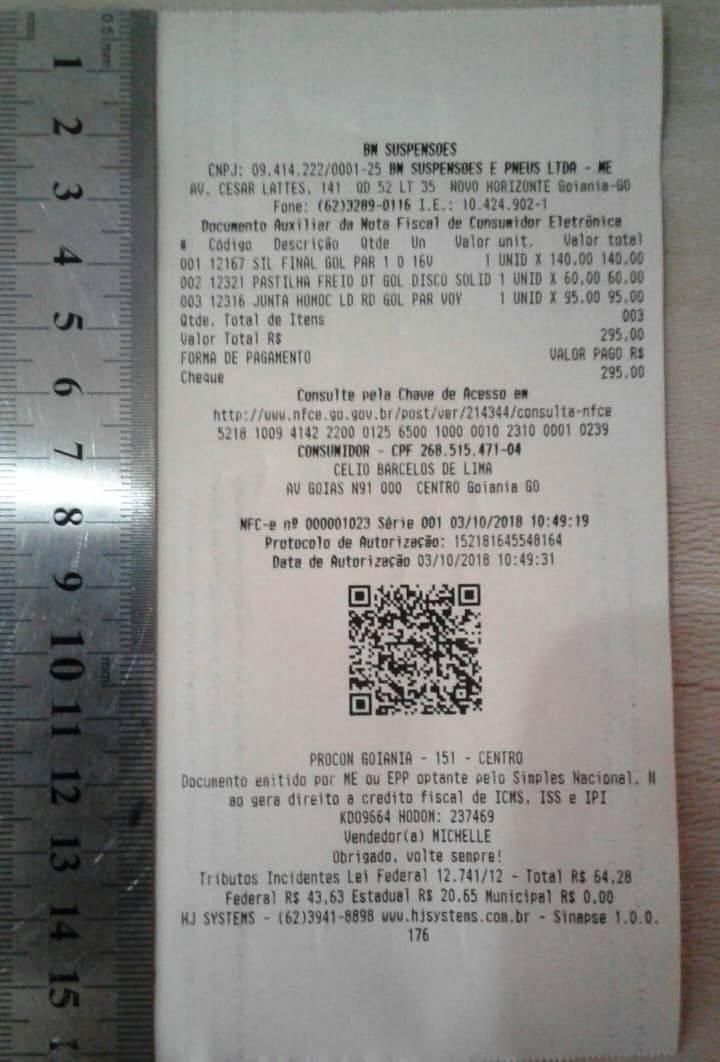 0.5 mm
1
2
3
4
5
6
7
8
9
10
mm
11
12
13
14
15
BM SUSPENSOES
CNPJ: 09.414.222/0001-25 BM SUSPENSOES E PNEUS LTDA - ME
AV. CESAR LATTES, 141 QD 52 LT 35 NOVO HORIZONTE Goiania-GO
Fone: (62)3289-0116 I.E.: 10.424.902-1
Documento Auxiliar da Nota Fiscal de Consumidor Eletrônica
# Código Descrição Qtde Un Valor unit. Valor total
001 12167 SIL FINAL GOL PAR 1 0 16V 1 UNID X 140.00 140.00
002 12321 PASTILHA FREIO DT GOL DISCO SOLID 1 UNID X 60.00 60.00
003 12316 JUNTA HOMOC LD RD GOL PAR VOY 1 UNID X 95.00 95.00
Qtde. Total de Itens 003
Valor Total R$ 295,00
FORMA DE PAGAMENTO VALOR PAGO R$
Cheque 295.00
Consulte pela Chave de Acesso em
http://www.nfce.go.gov.br/post/ver/214344/consulta-nfce
5218 1009 4142 2200 0125 6500 1000 0010 2310 0001 0239
CONSUMIDOR - CPF 268.515.471-04
CELIO BARCELOS DE LIMA
AV GOIAS N91 000 CENTRO Goiania GO
NFC-e nº 000001023 Série 001 03/10/2018 10:49:19
Protocolo de Autorização: 152181645548164
Data de Autorização 03/10/2018 10:49:31
PROCON GOIANIA - 151 - CENTRO
Documento emitido por ME ou EPP optante pelo Simples Nacional. N
ao gera direito a credito fiscal de ICMS, ISS e IPI
KDO9664 HODOM: 237469
Vendedor(a) MICHELLE
Obrigado, volte sempre!
Tributos Incidentes Lei Federal 12.741/12 - Total R$ 64,28
Federal R$ 43,63 Estadual R$ 20,65 Municipal R$ 0.00
HJ SYSTEMS - (62)3941-8898 www.hjsystems.com.br - Sinapse 1.0.0.
176